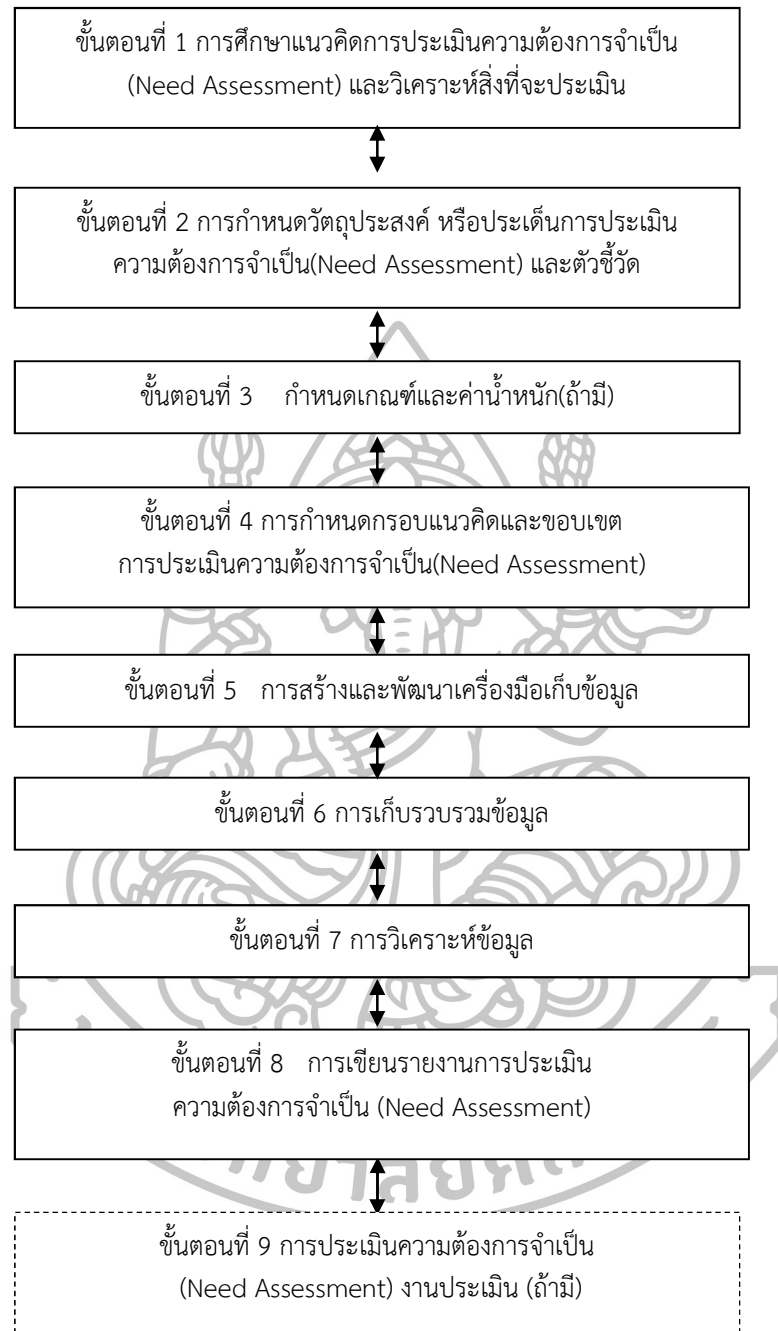 ขั้นตอนที่ 1 การศึกษาแนวคิดการประเมินความต้องการจำเป็น
(Need Assessment) และวิเคราะห์สิ่งที่จะประเมิน
ขั้นตอนที่ 2 การกำหนดวัตถุประสงค์ หรือประเด็นการประเมิน
ความต้องการจำเป็น(Need Assessment) และตัวชี้วัด
ขั้นตอนที่ 3 กำหนดเกณฑ์และค่าน้ำหนัก(ถ้ามี)
ขั้นตอนที่ 4 การกำหนดกรอบแนวคิดและขอบเขต
การประเมินความต้องการจำเป็น(Need Assessment)
ขั้นตอนที่ 5 การสร้างและพัฒนาเครื่องมือเก็บข้อมูล
ขั้นตอนที่ 6 การเก็บรวบรวมข้อมูล
ขั้นตอนที่ 7 การวิเคราะห์ข้อมูล
ขั้นตอนที่ 8 การเขียนรายงานการประเมิน
ความต้องการจำเป็น (Need Assessment)
ขั้นตอนที่ 9 การประเมินความต้องการจำเป็น
(Need Assessment) งานประเมิน (ถ้ามี)